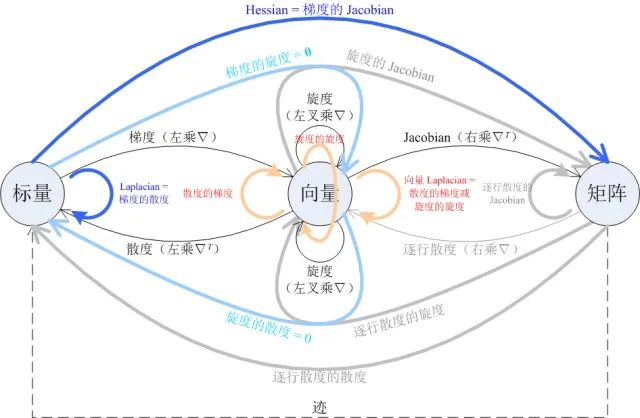 Hessian = 梯度的 Jacobian
梯度的旋度 = 0
旋度的 Jacobian
旋度
(左叉乘∇)
梯度 (左乘∇)
旋度的旋度
Jacobian (右乘∇ᵀ)
标量
Laplacian =
梯度的散度
散度的梯度
向量
向量 Laplacian =
散度的梯度减
旋度的旋度
逐行散度的
Jacobian
矩阵
散度 (左乘∇ᵀ)
旋度
(左叉乘∇)
逐行散度 (右乘∇)
旋度的散度 = 0
逐行散度的旋度
逐行散度的散度
迹